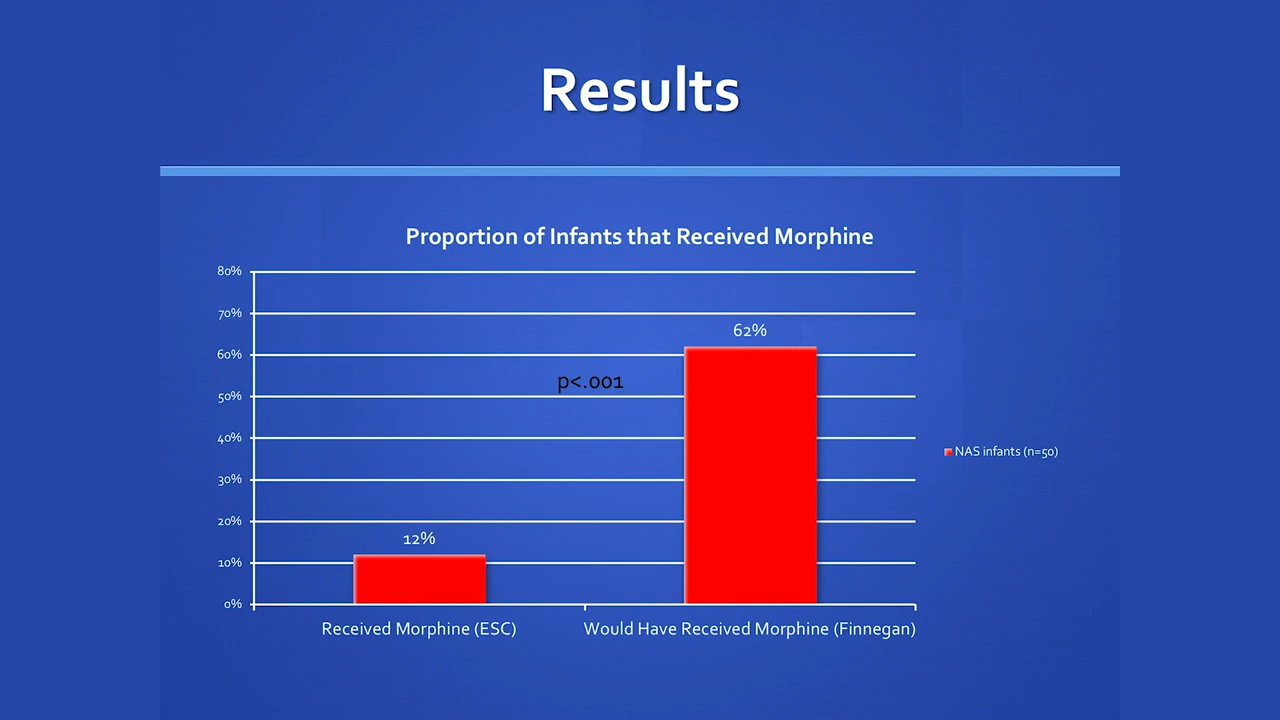 Results
Proportion of Infants that Received Morphine
80%
70%
62%
60%
p<.001
50%
40%
NAS infants (n=50)
30%
20%
12%
10%
0%
Received Morphine (ESC)
Would Have Received Morphine (Finnegan)